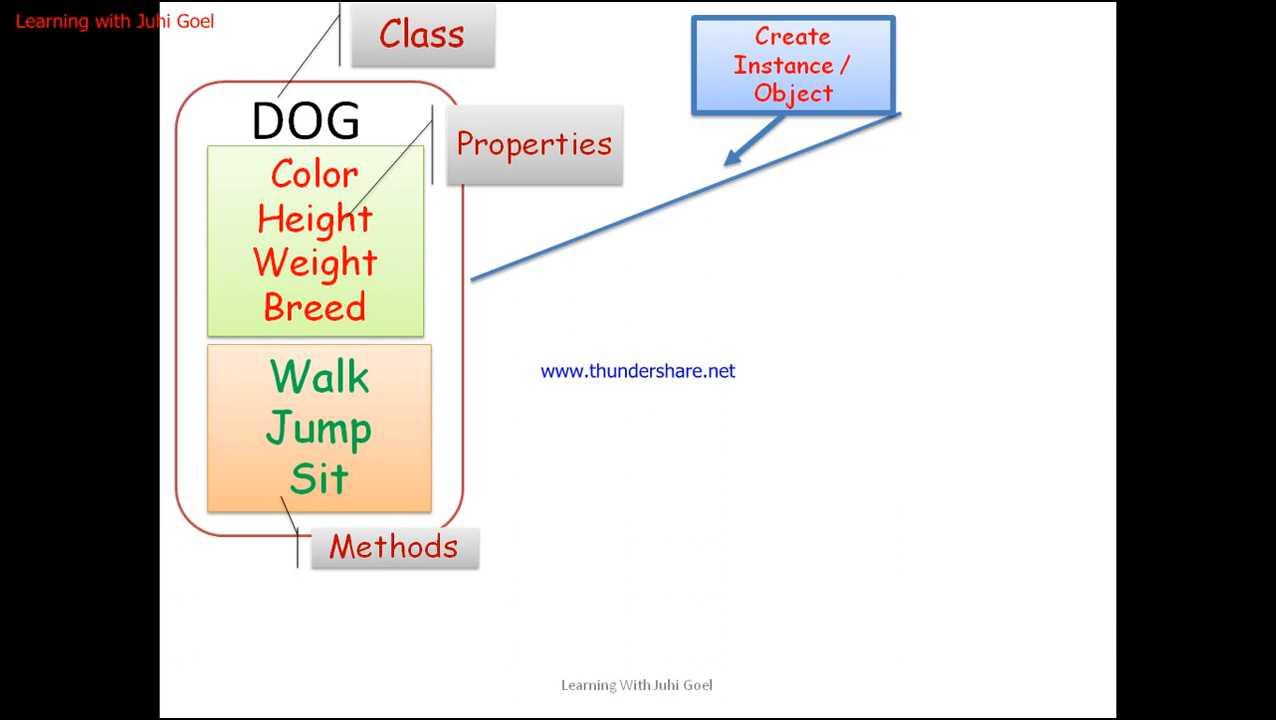 Learning with Juhi Goel
Class
Create
Instance /
Object
DOG
Properties
Color
Height
Weight
Breed
www.thundershare.net
Walk
Jump
Sit
Methods
Learning With Juhi Goel